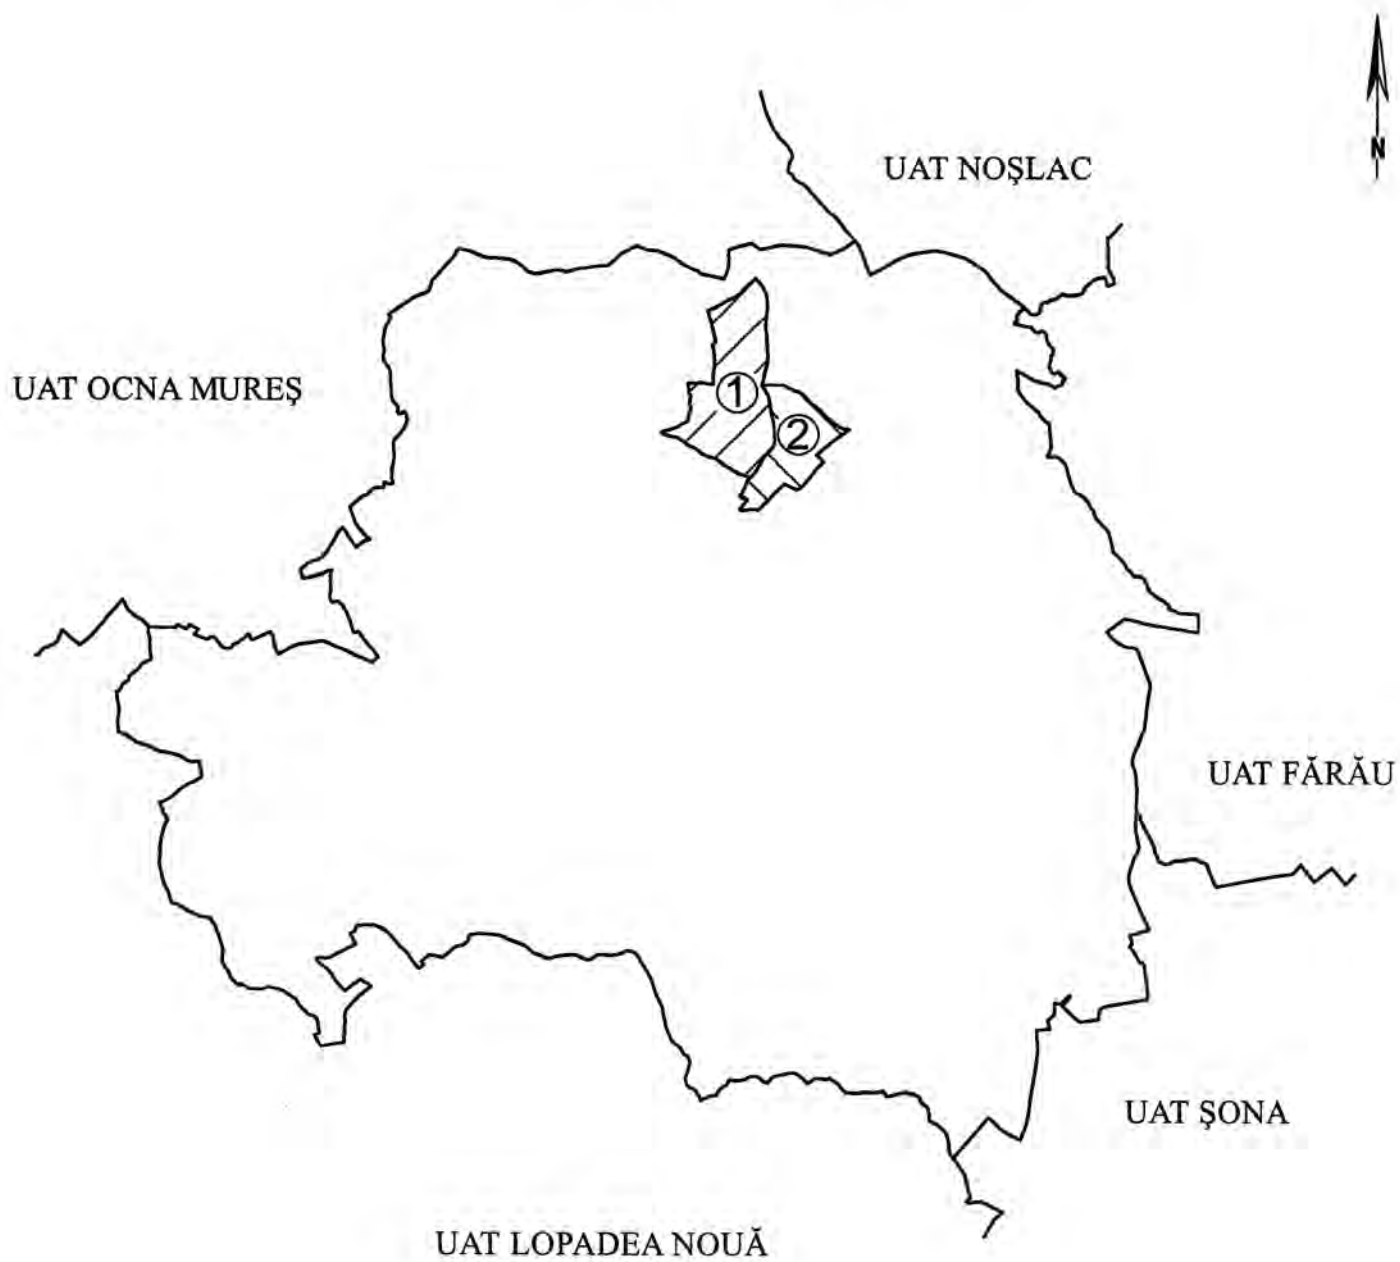 N
UAT NOŞLAC
UAT OCNA MUREŞ
1
2
UAT FĂRĂU
UAT ŞONA
UAT LOPADEA NOUĂ